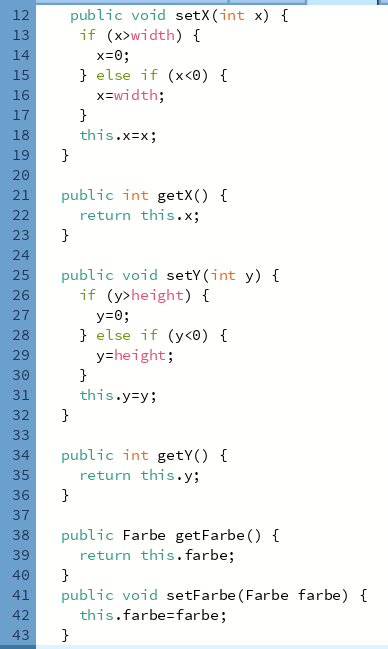 12 public void setX(int x) {
13 if (x>width) {
14 x=0;
15 } else if (x<0) {
16 x=width;
17 }
18 this.x=x;
19 }
20
21 public int getX() {
22 return this.x;
23 }
24
25 public void setY(int y) {
26 if (y>height) {
27 y=0;
28 } else if (y<0) {
29 y=height;
30 }
31 this.y=y;
32 }
33
34 public int getY() {
35 return this.y;
36 }
37
38 public Farbe getFarbe() {
39 return this.farbe;
40 }
41 public void setFarbe(Farbe farbe) {
42 this.farbe=farbe;
43 }